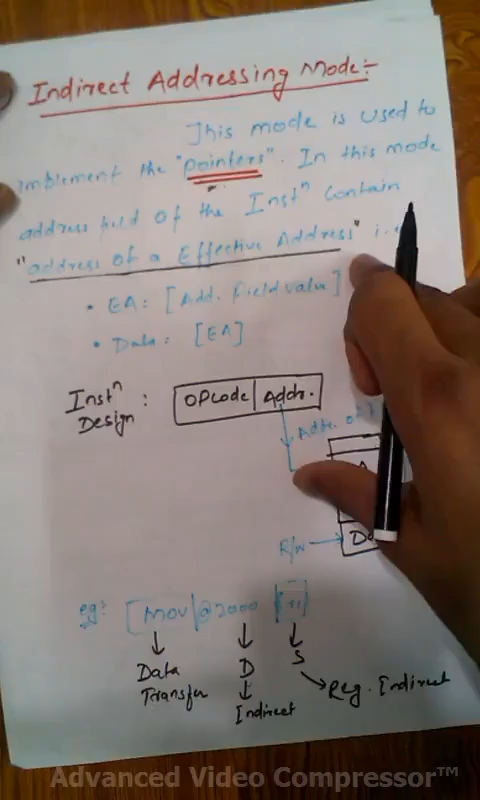 Indirect Addressing Mode:-
This mode is used to
implement the "pointers". In this mode
address field of the Instⁿ Contain
"address of a Effective Address" i.e
• EA: [Add. Field value]
• Data: [EA]
Instⁿ Design : OPCode | Addr.
Addr. of
R/W
eg: [MOV | @2000
Data Transfer
D
S
Indirect
Reg. Indirect
Advanced Video Compressor™